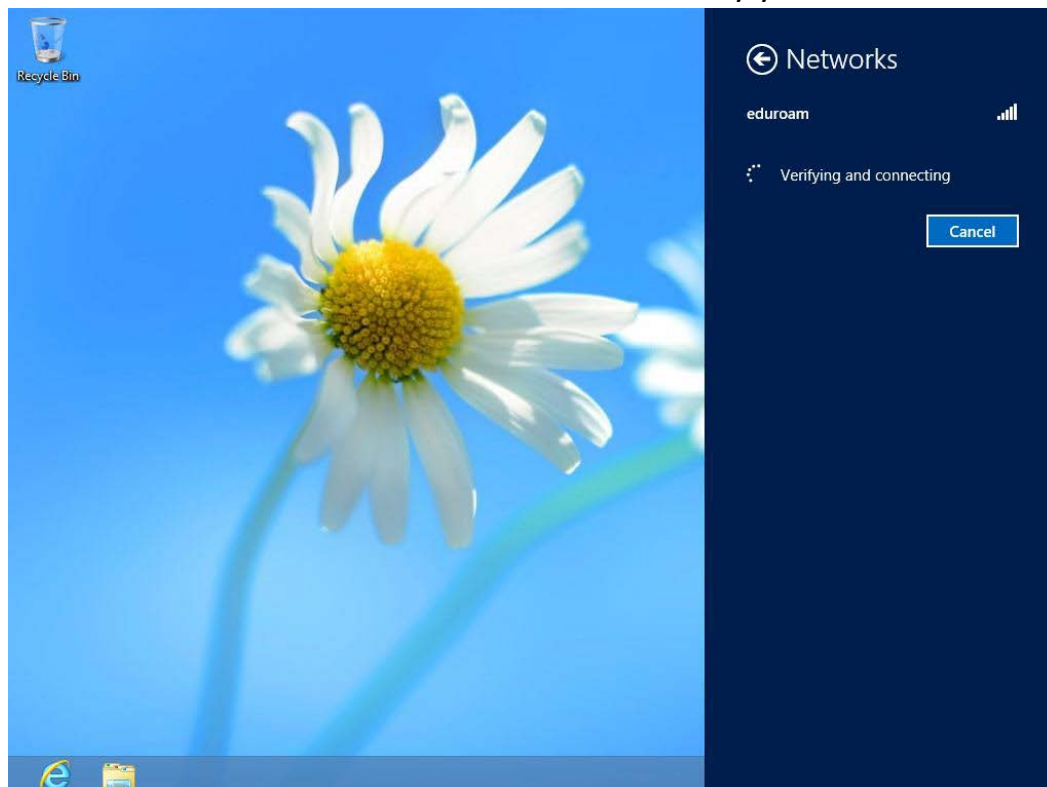 Recycle Bin
Networks
eduroam
Verifying and connecting
Cancel